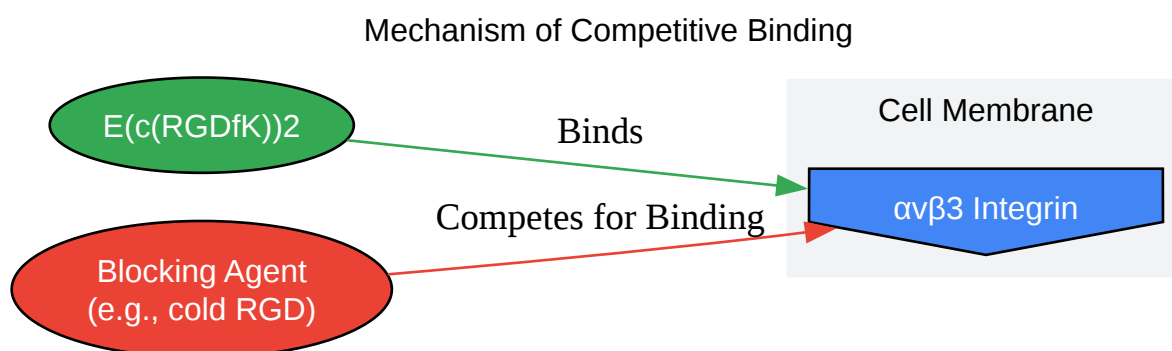 Mechanism of Competitive Binding
E(c(RGDfK))2
Binds
Cell Membrane
αvβ3 Integrin
Competes for Binding
Blocking Agent
(e.g., cold RGD)